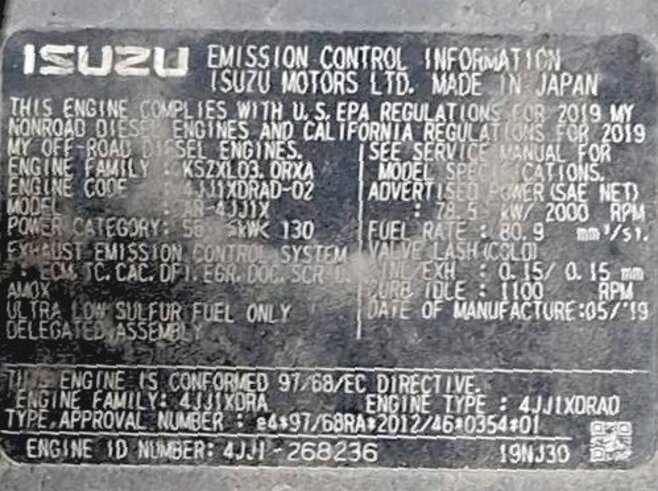 ISUZU EMISSION CONTROL INFORMATION
ISUZU MOTORS LTD. MADE IN JAPAN
THIS ENGINE COMPLIES WITH U.S.EPA REGULATIONS FOR 2019 MY
NONROAD DIESEL ENGINES AND CALIFORNIA REGULATIONS FOR 2019
MY OFF-ROAD DIESEL ENGINES.
ENGINE FAMILY : KSZXL03.0RXA
ENGINE CODE : 4JJ1XDRAD-02
MODEL : AR-4JJ1X
POWER CATEGORY: 56 kW< 130
EXHAUST EMISSION CONTROL SYSTEM
: ECM,TC,CAC,DFI,EGR,DOC,SCR
AMOX
ULTRA LOW SULFUR FUEL ONLY
DELEGATED ASSEMBLY
SEE SERVICE MANUAL FOR
MODEL SPECIFICATIONS.
ADVERTISED POWER (SAE NET)
: 78.5 kW/ 2000 RPM
FUEL RATE : 80.9 mm³/st.
VALVE LASH (COLD)
INL/EXH : 0.15/ 0.15 mm
CURB IDLE : 1100 RPM
DATE OF MANUFACTURE:05/'19
THIS ENGINE IS CONFORMED 97/68/EC DIRECTIVE.
ENGINE FAMILY: 4JJ1XDRA ENGINE TYPE : 4JJ1XDRAD
TYPE APPROVAL NUMBER : e4*97/68RA*2012/46*0354*01
ENGINE ID NUMBER: 4JJ1-268236 19NJ30